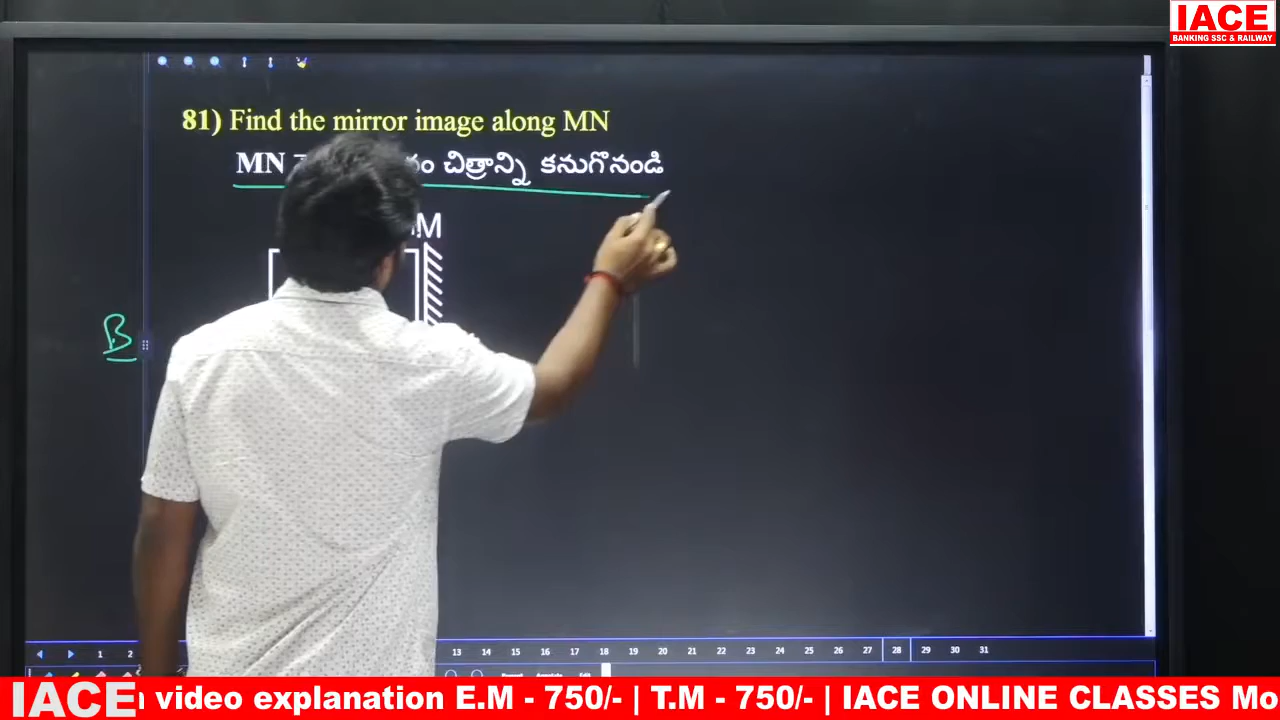 IACE
BANKING SSC & RAILWAY
81) Find the mirror image along MN
MN చిత్రాన్ని కనుగొనండి
M
B
1 2 13 14 15 16 17 18 19 20 21 22 23 24 25 26 27 28 29 30 31
IACE video explanation E.M - 750/- | T.M - 750/- | IACE ONLINE CLASSES Mo